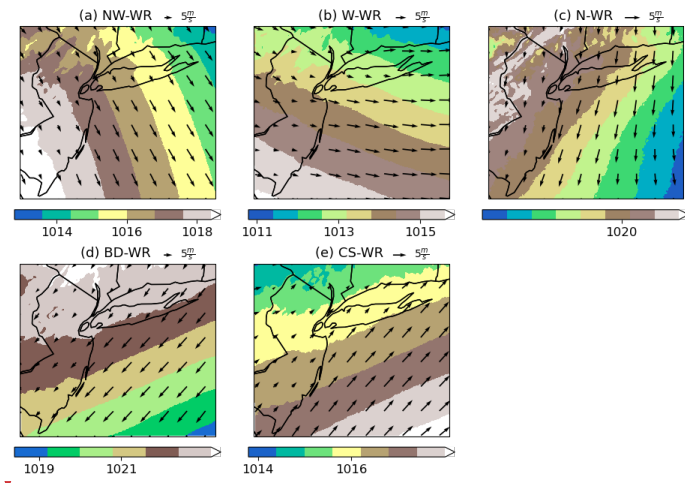 (a) NW-WR 5 m/s
(b) W-WR 5 m/s
(c) N-WR 5 m/s
1014 1016 1018
1011 1013 1015
1020
(d) BD-WR 5 m/s
(e) CS-WR 5 m/s
1019 1021
1014 1016